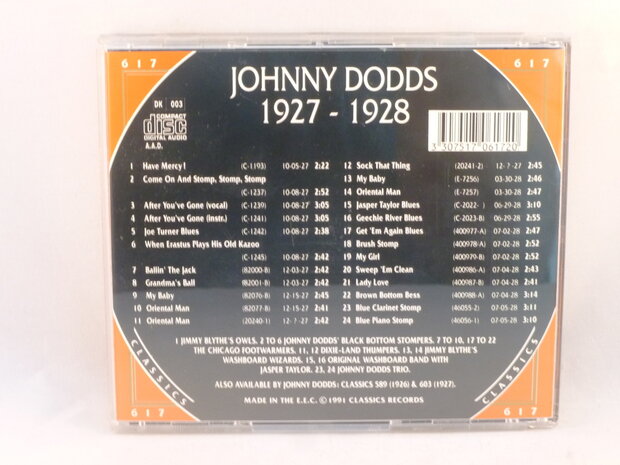 617
617
JOHNNY DODDS
1927 - 1928
DK 003
COMPACT
disc
DIGITAL AUDIO
A.A.D.
3 307517 061720
1 Have Mercy! (C-1193) 10-05-27 2:22
2 Come On And Stomp, Stomp, Stomp
(C-1237) 10-08-27 2:52
3 After You've Gone (vocal) (C-1239) 10-08-27 3:05
4 After You've Gone (instr.) (C-1241) 10-08-27 3:05
5 Joe Turner Blues (C-1242) 10-08-27 2:38
6 When Erastus Plays His Old Kazoo
(C-1245) 10-08-27 2:42
7 Ballin' The Jack (82000-B) 12-03-27 2:42
8 Grandma's Ball (82001-B) 12-03-27 2:42
9 My Baby (82076-B) 12-15-27 2:45
10 Oriental Man (82077-B) 12-15-27 2:41
11 Oriental Man (20240-1) 12-?-27 2:42
12 Sock That Thing (20241-2) 12-?-27 2:45
13 My Baby (E-7256) 03-30-28 2:46
14 Oriental Man (E-7257) 03-30-28 2:47
15 Jasper Taylor Blues (C-2022- ) 06-29-28 3:10
16 Geechie River Blues (C-2023-B) 06-29-28 2:55
17 Get 'Em Again Blues (400977-A) 07-02-28 2:47
18 Brush Stomp (400978-A) 07-02-28 2:52
19 My Girl (400979-B) 07-02-28 2:52
20 Sweep 'Em Clean (400986-A) 07-04-28 2:43
21 Lady Love (400987-B) 07-04-28 2:41
22 Brown Bottom Bess (400988-A) 07-04-28 3:14
23 Blue Clarinet Stomp (46055-2) 07-05-28 3:11
24 Blue Piano Stomp (46056-1) 07-05-28 3:10
1 JIMMY BLYTHE'S OWLS. 2 TO 6 JOHNNY DODDS' BLACK BOTTOM STOMPERS. 7 TO 10, 17 TO 22
THE CHICAGO FOOTWARMERS. 11, 12 DIXIE-LAND THUMPERS. 13, 14 JIMMY BLYTHE'S
WASHBOARD WIZARDS. 15, 16 ORIGINAL WASHBOARD BAND WITH
JASPER TAYLOR. 23, 24 JOHNNY DODDS TRIO.
ALSO AVAILABLE BY JOHNNY DODDS: CLASSICS 589 (1926) & 603 (1927).
MADE IN THE E.E.C. ©1991 CLASSICS RECORDS
CLASSICS
CLASSICS
617
617